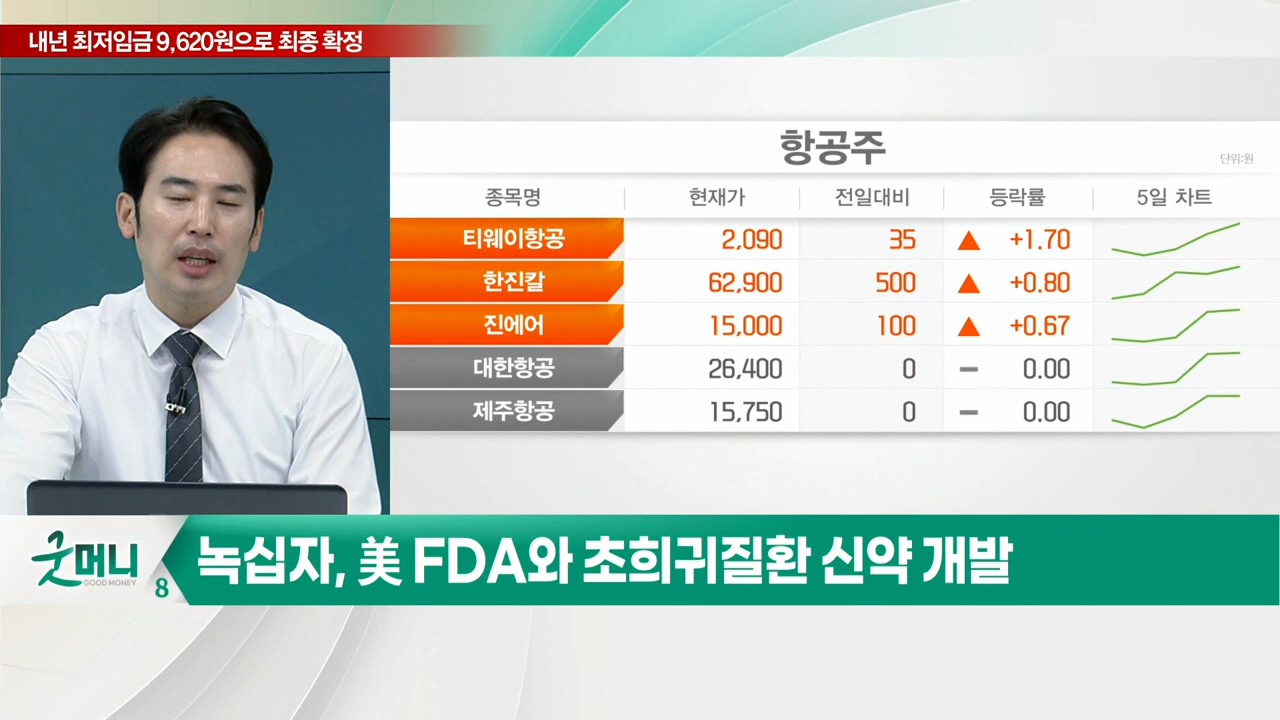 내년 최저임금 9,620원으로 최종 확정
항공주
단위:원
종목명 현재가 전일대비 등락률 5일 차트
티웨이항공 2,090 35 ▲ +1.70
한진칼 62,900 500 ▲ +0.80
진에어 15,000 100 ▲ +0.67
대한항공 26,400 0 – 0.00
제주항공 15,750 0 – 0.00
굿머니
GOOD MONEY
8
녹십자, 美 FDA와 초희귀질환 신약 개발